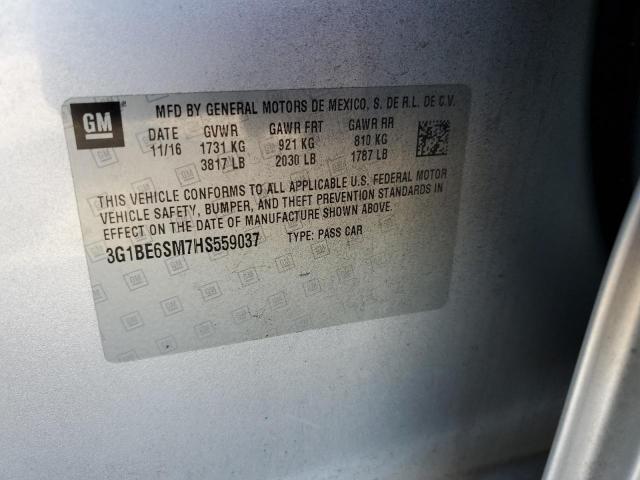 GM
MFD BY GENERAL MOTORS DE MEXICO, S. DE R.L. DE C.V.
DATE GVWR GAWR FRT GAWR RR
11/16 1731 KG 921 KG 810 KG
3817 LB 2030 LB 1787 LB
THIS VEHICLE CONFORMS TO ALL APPLICABLE U.S. FEDERAL MOTOR
VEHICLE SAFETY, BUMPER, AND THEFT PREVENTION STANDARDS IN
EFFECT ON THE DATE OF MANUFACTURE SHOWN ABOVE.
3G1BE6SM7HS559037 TYPE: PASS CAR